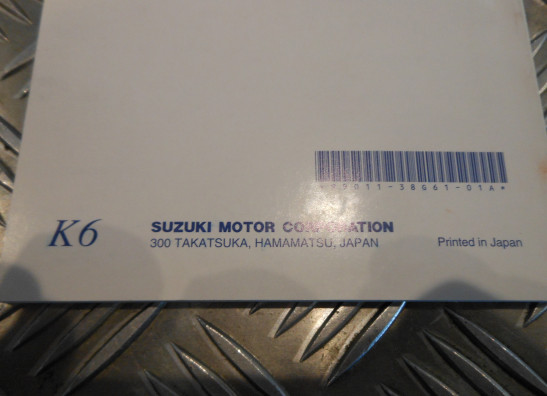 *99011-38G61-01A*
K6
SUZUKI MOTOR CORPORATION
300 TAKATSUKA, HAMAMATSU, JAPAN
Printed in Japan